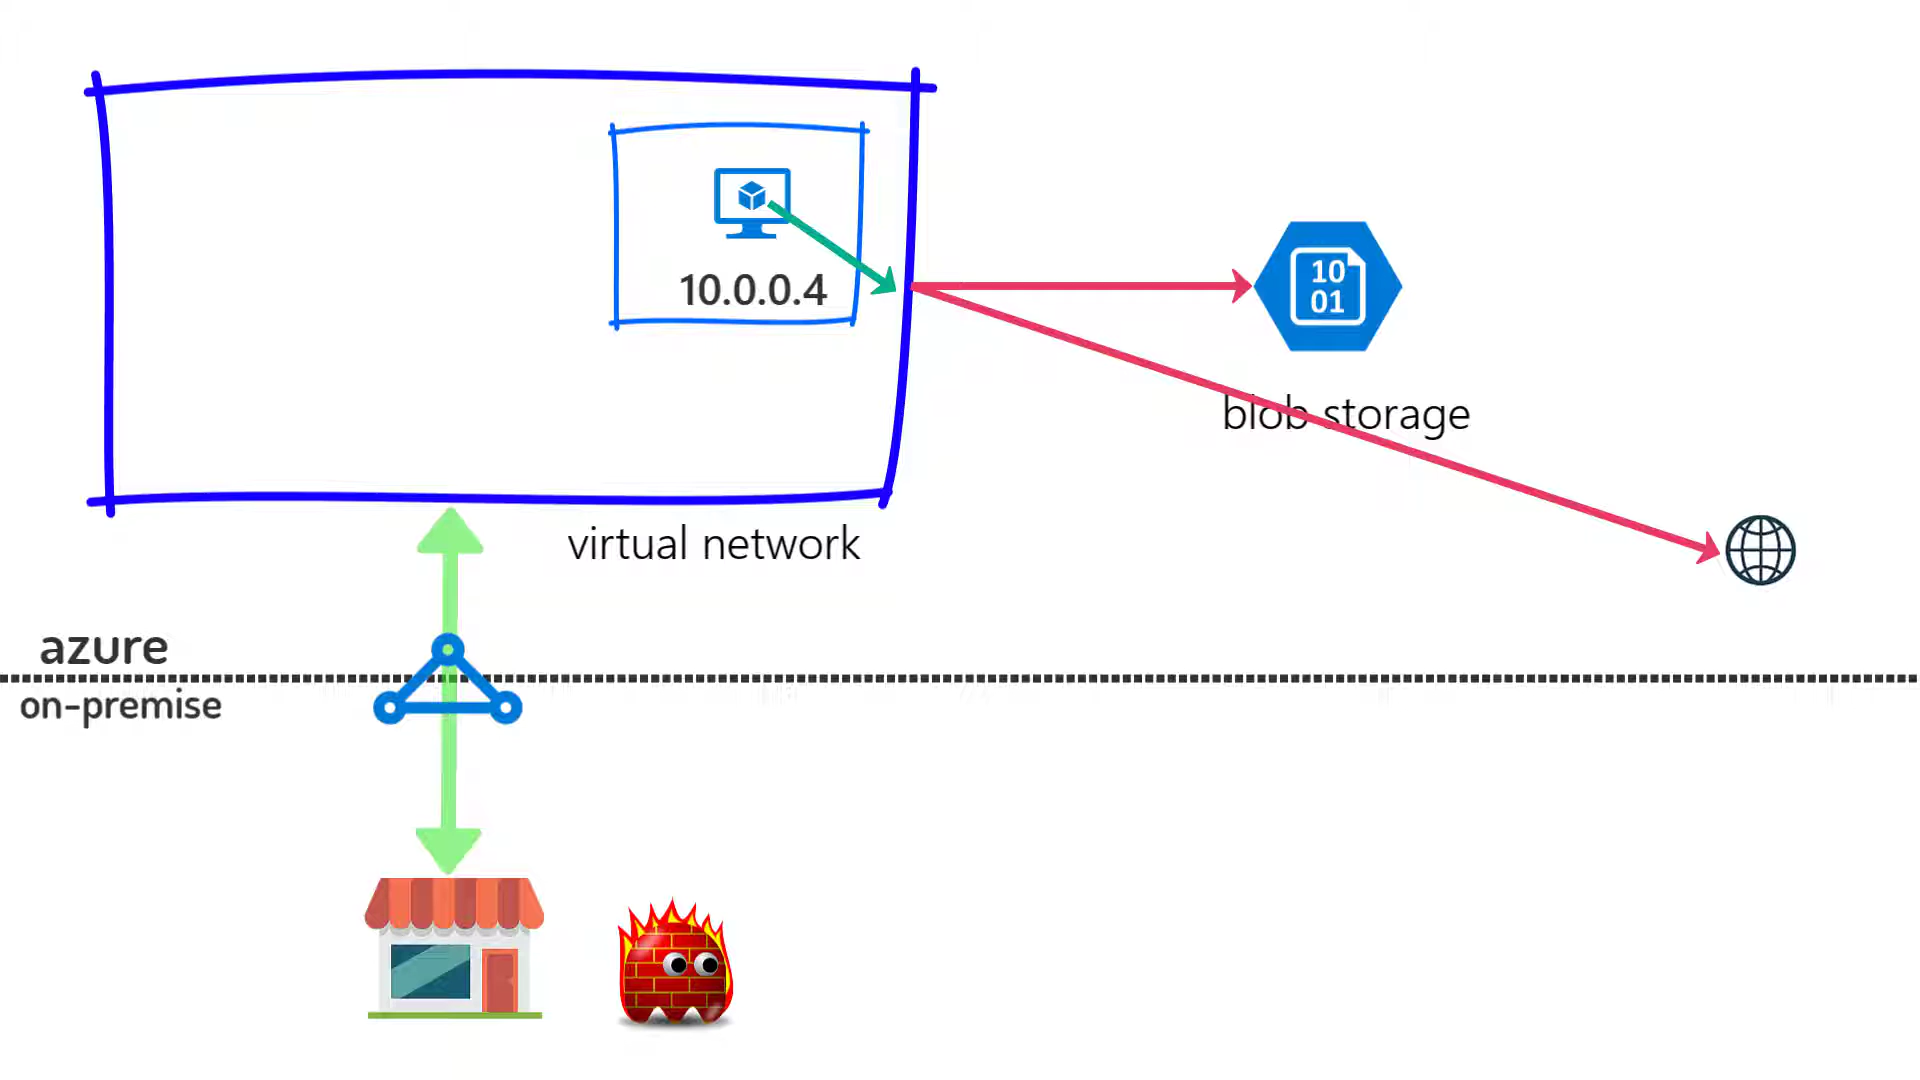 10
01
10.0.0.4
blob storage
virtual network
azure
on-premise